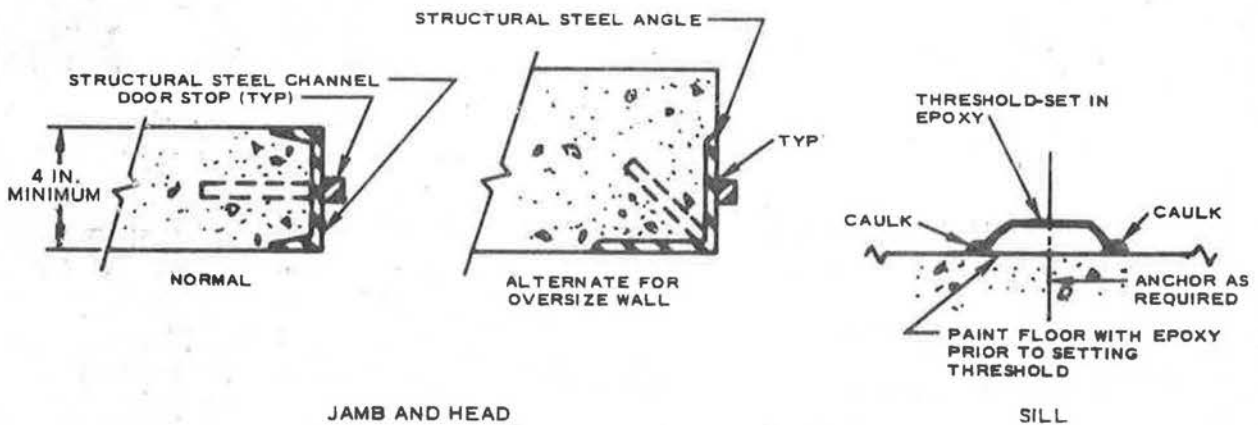 STRUCTURAL STEEL ANGLE
STRUCTURAL STEEL CHANNEL
DOOR STOP (TYP)
4 IN.
MINIMUM
NORMAL
TYP
ALTERNATE FOR
OVERSIZE WALL
THRESHOLD-SET IN
EPOXY
CAULK
CAULK
ANCHOR AS
REQUIRED
PAINT FLOOR WITH EPOXY
PRIOR TO SETTING
THRESHOLD
JAMB AND HEAD
SILL